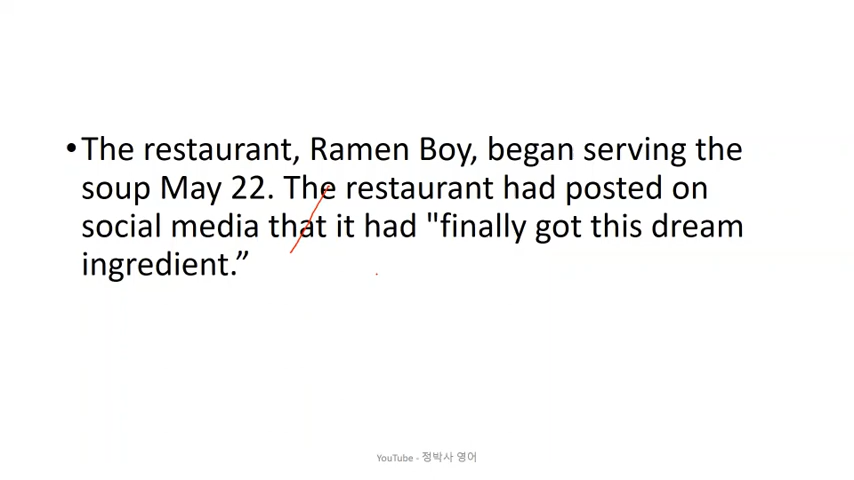 •The restaurant, Ramen Boy, began serving the
soup May 22. The restaurant had posted on
social media that it had "finally got this dream
ingredient.”
YouTube - 정박사 영어